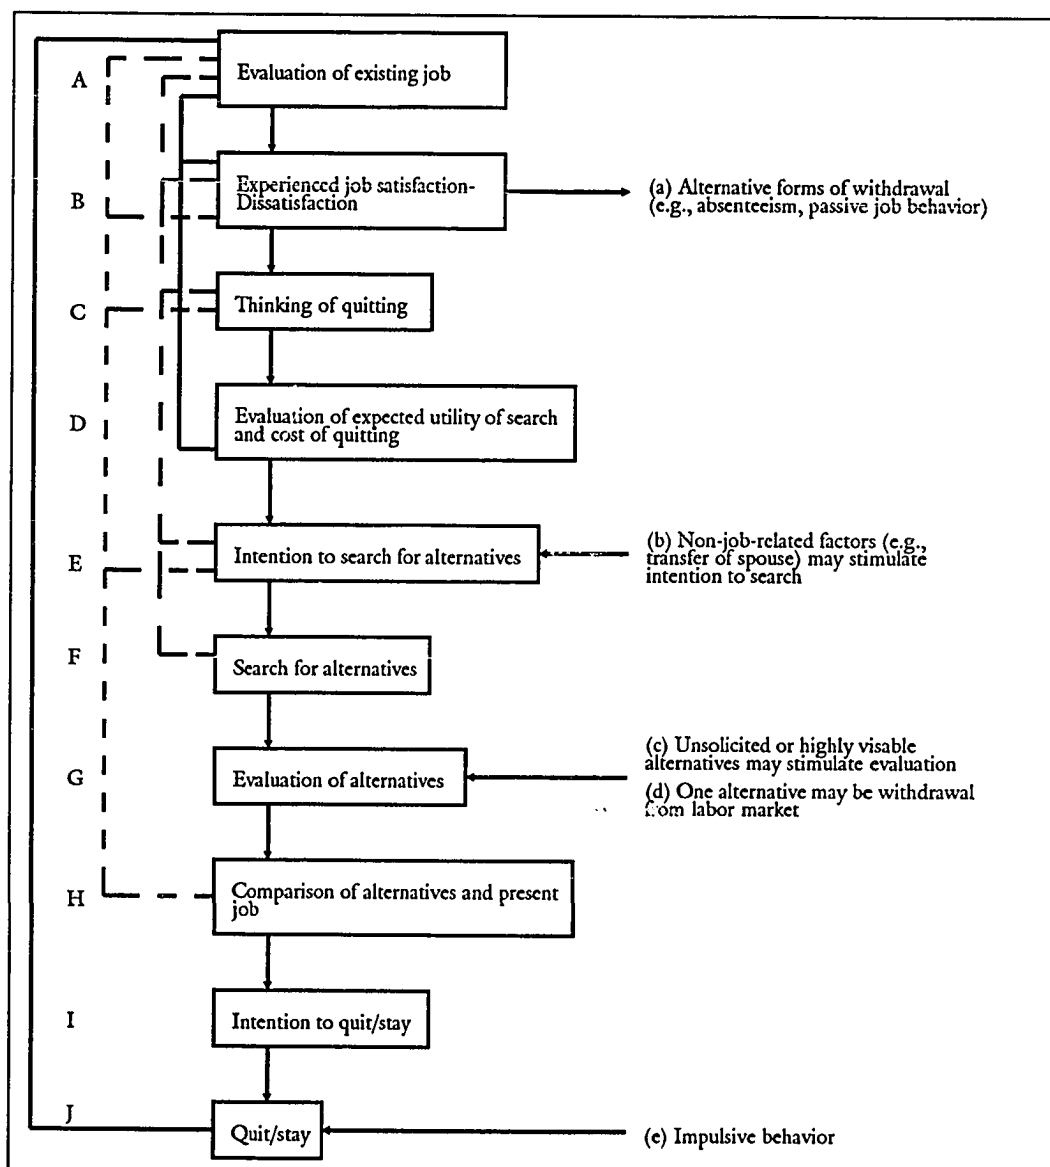 A
Evaluation of existing job
B
Experienced job satisfaction-
Dissatisfaction
(a) Alternative forms of withdrawal
(e.g., absenteeism, passive job behavior)
C
Thinking of quitting
D
Evaluation of expected utility of search
and cost of quitting
E
Intention to search for alternatives
(b) Non-job-related factors (e.g.,
transfer of spouse) may stimulate
intention to search
F
Search for alternatives
G
Evaluation of alternatives
(c) Unsolicited or highly visable
alternatives may stimulate evaluation
(d) One alternative may be withdrawal
from labor market
H
Comparison of alternatives and present
job
I
Intention to quit/stay
J
Quit/stay
(e) Impulsive behavior